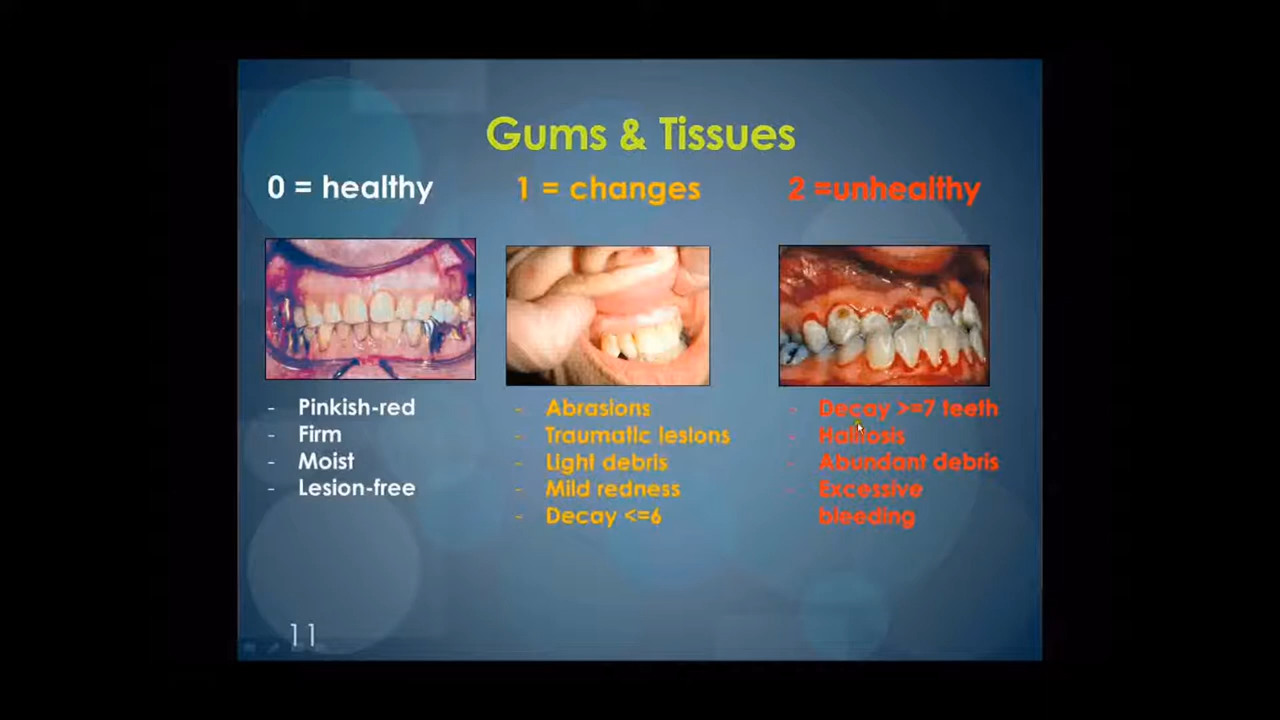 Gums & Tissues
0 = healthy
- Pinkish-red
- Firm
- Moist
- Lesion-free
1 = changes
- Abrasions
- Traumatic lesions
- Light debris
- Mild redness
- Decay <=6
2 =unhealthy
- Decay >=7 teeth
- Halitosis
- Abundant debris
- Excessive
bleeding
11